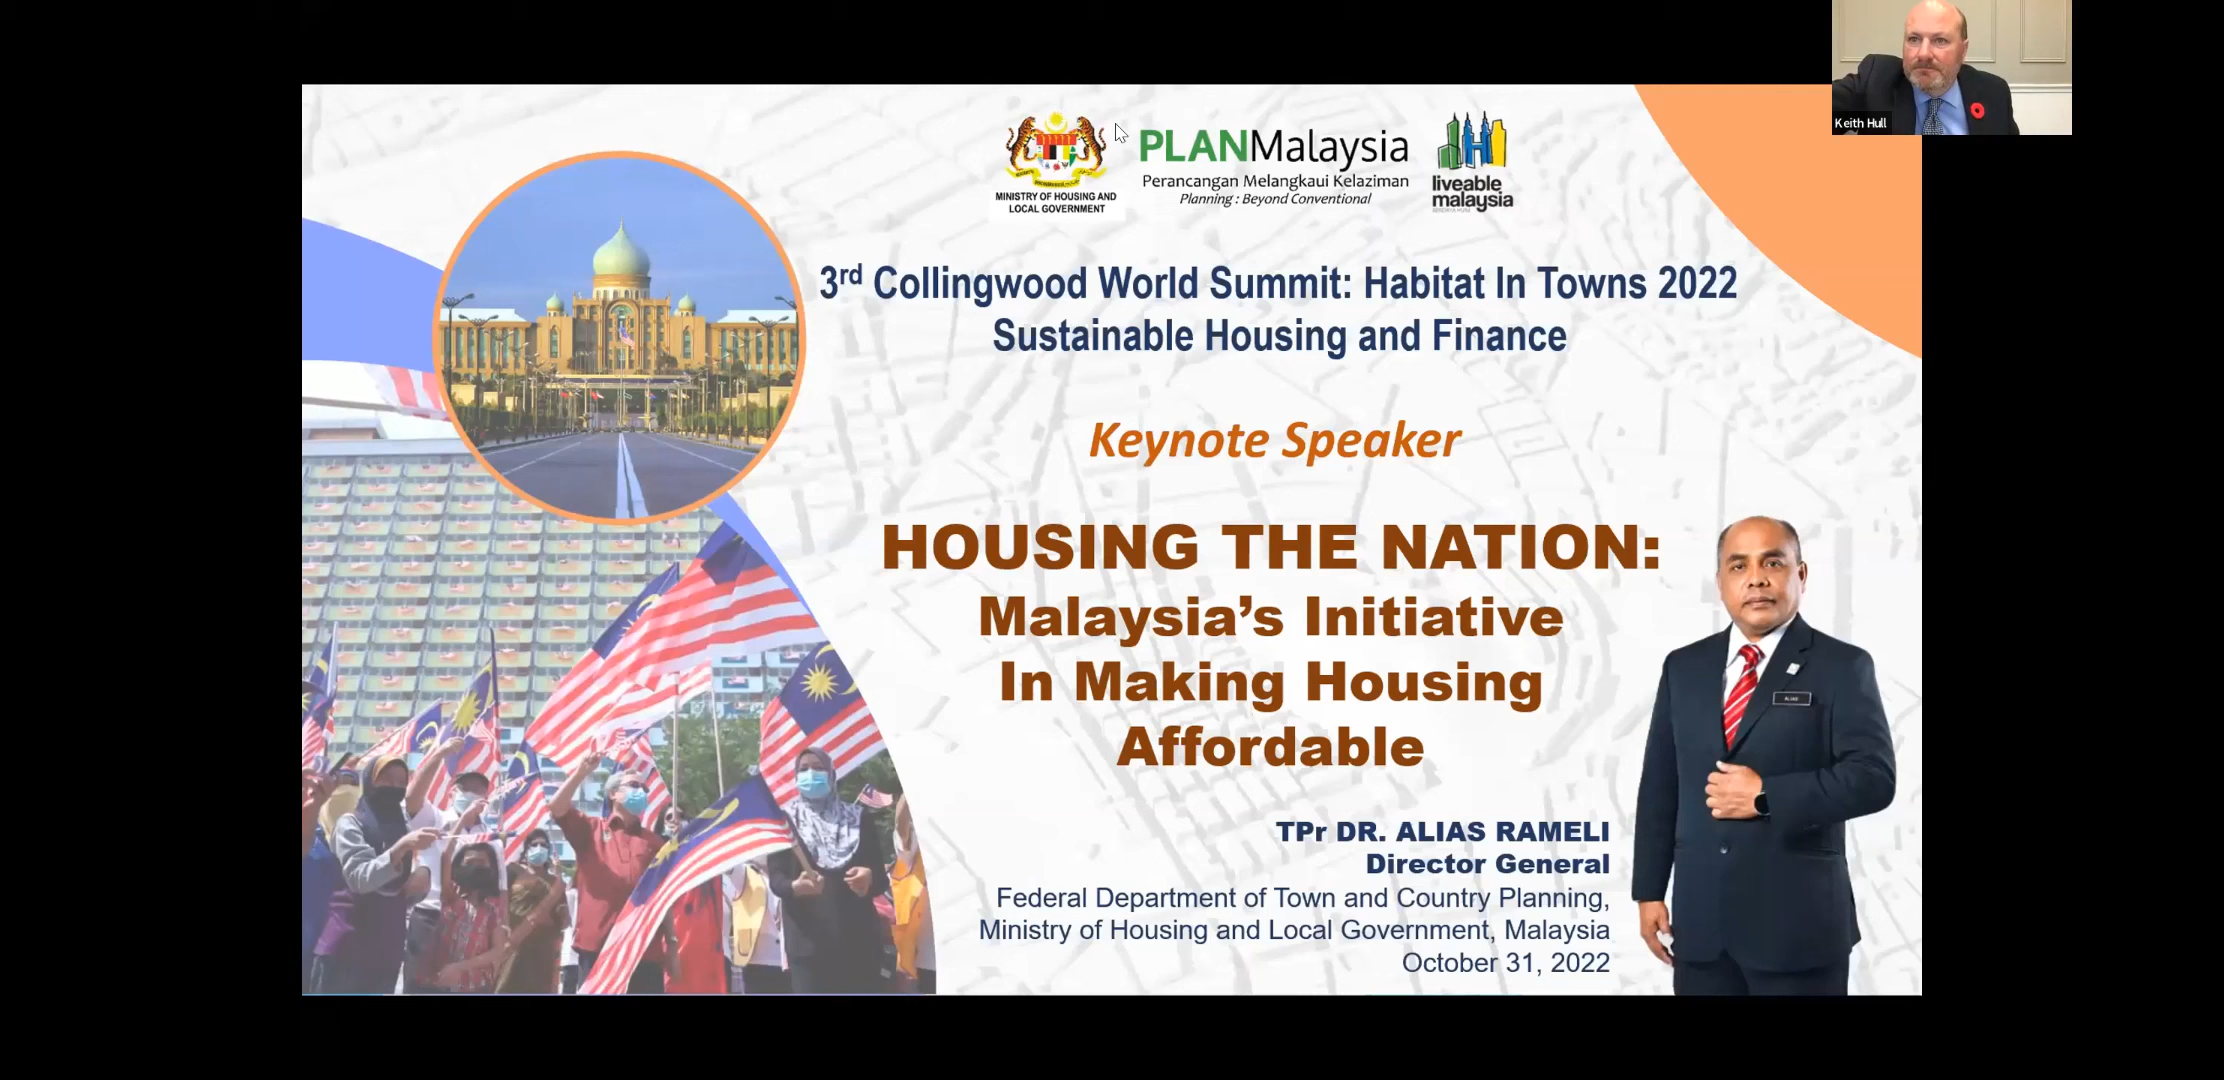 Keith Hull
MINISTRY OF HOUSING AND
LOCAL GOVERNMENT
PLANMalaysia
Perancangan Melangkaui Kelaziman
Planning : Beyond Conventional
liveable
malaysia
3rd Collingwood World Summit: Habitat In Towns 2022
Sustainable Housing and Finance
Keynote Speaker
HOUSING THE NATION:
Malaysia’s Initiative
In Making Housing
Affordable
ALIAS
TPr DR. ALIAS RAMELI
Director General
Federal Department of Town and Country Planning,
Ministry of Housing and Local Government, Malaysia
October 31, 2022